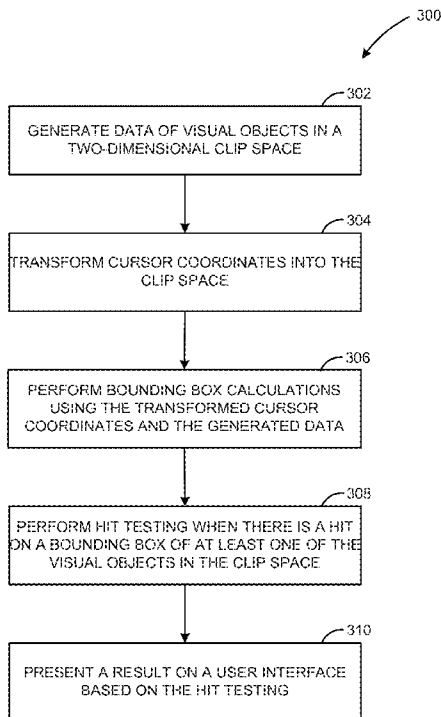 300
302
GENERATE DATA OF VISUAL OBJECTS IN A
TWO-DIMENSIONAL CLIP SPACE
304
TRANSFORM CURSOR COORDINATES INTO THE
CLIP SPACE
306
PERFORM BOUNDING BOX CALCULATIONS
USING THE TRANSFORMED CURSOR
COORDINATES AND THE GENERATED DATA
308
PERFORM HIT TESTING WHEN THERE IS A HIT
ON A BOUNDING BOX OF AT LEAST ONE OF THE
VISUAL OBJECTS IN THE CLIP SPACE
310
PRESENT A RESULT ON A USER INTERFACE
BASED ON THE HIT TESTING